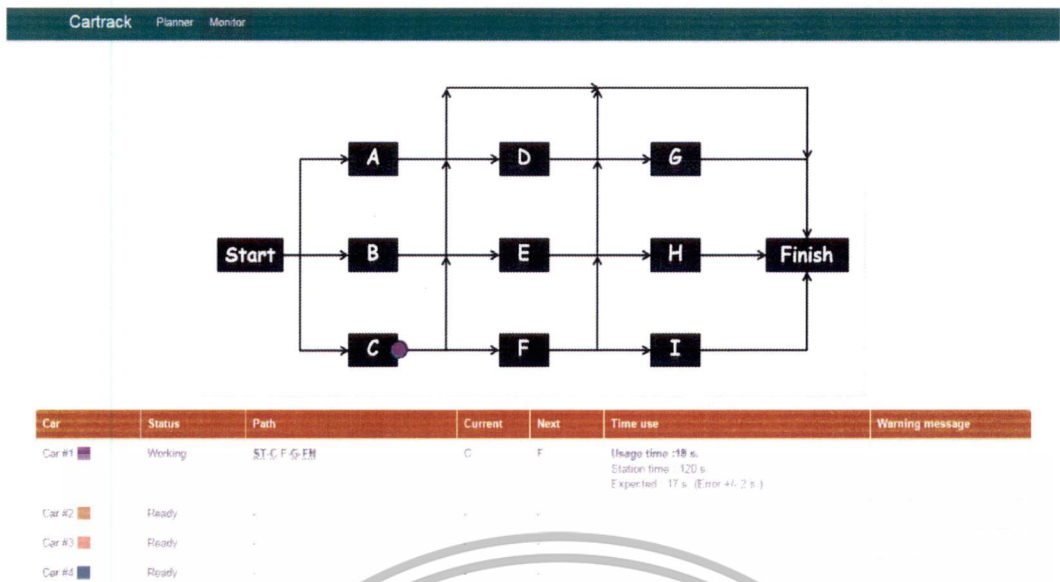 Cartrack Planner Monitor
A D G
Start B E H Finish
C F I
Car Status Path Current Next Time use Warning message
Car #1 Working ST-C-F-G-FN C F Usage time :18 s.
Station time : 120 s.
Expected : 17 s. (Error +/- 2 s.)
Car #2 Ready - - -
Car #3 Ready - - -
Car #4 Ready - - -